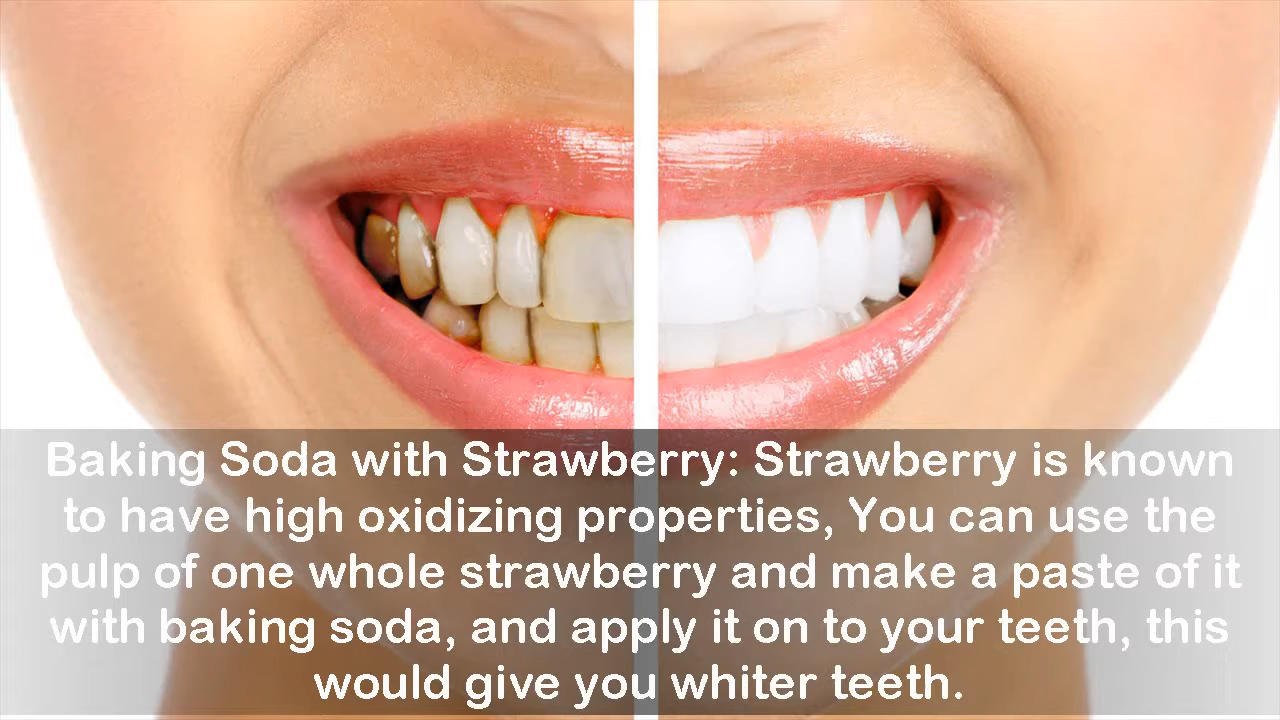 Baking Soda with Strawberry: Strawberry is known
to have high oxidizing properties, You can use the
pulp of one whole strawberry and make a paste of it
with baking soda, and apply it on to your teeth, this
would give you whiter teeth.